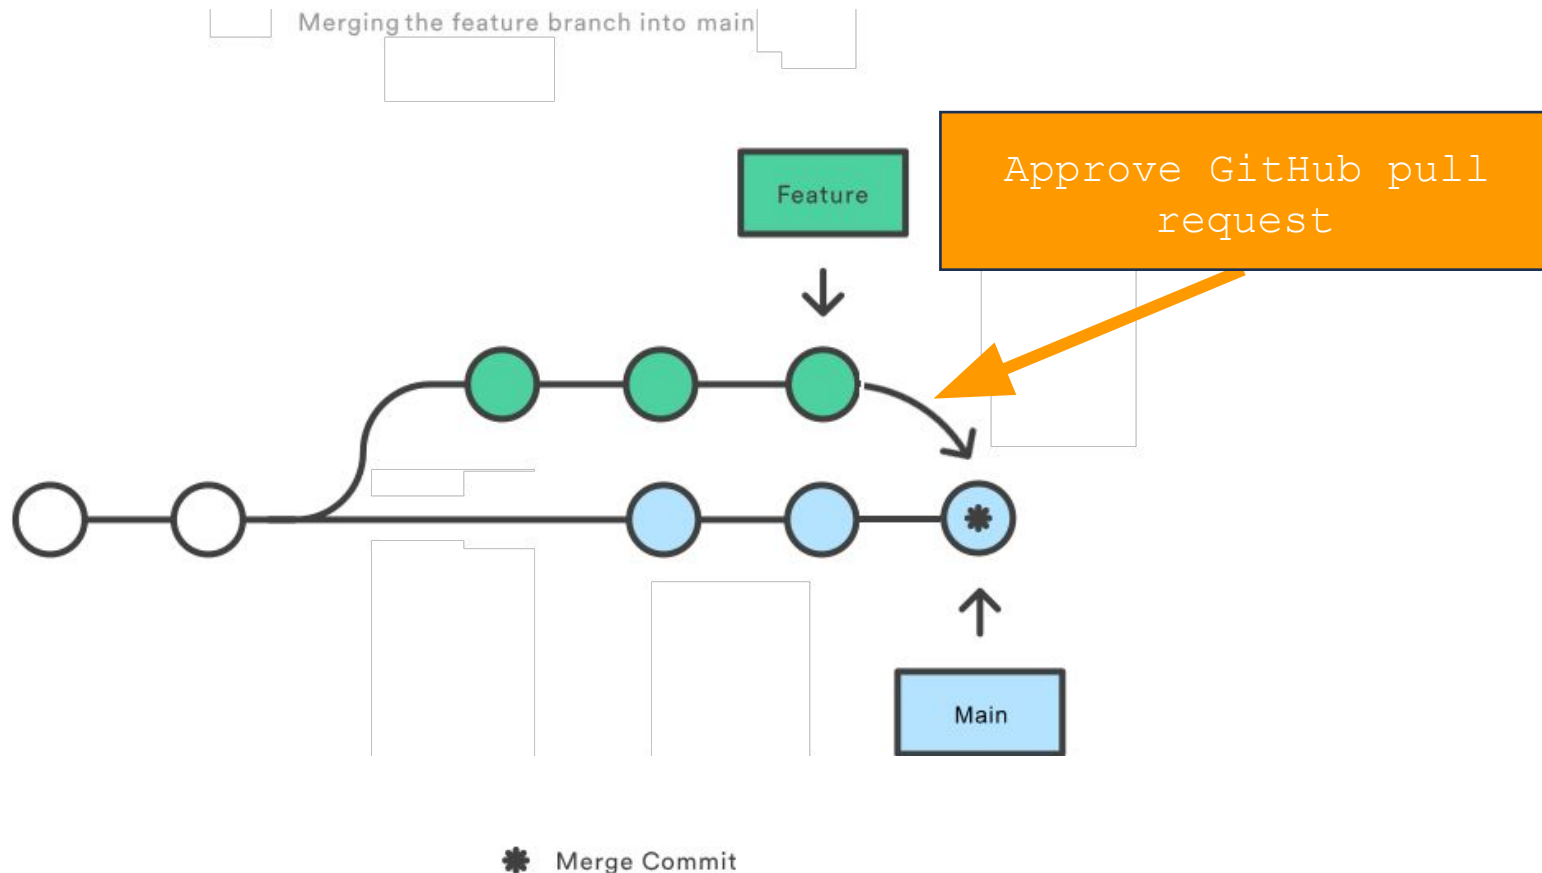 Merging the feature branch into main
Approve GitHub pull
request
Feature
Main
Merge Commit